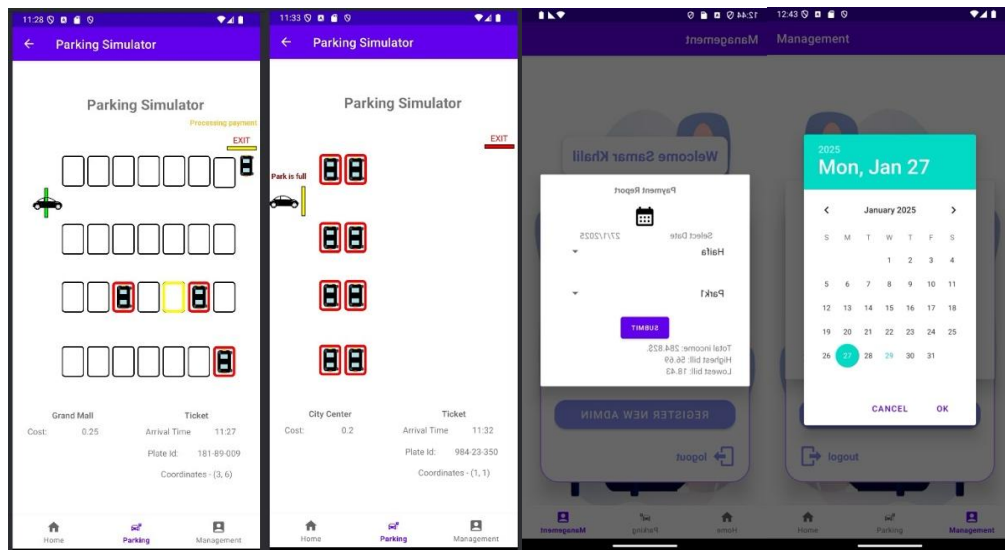 11:28
Parking Simulator
Parking Simulator
Processing payment
EXIT
Grand Mall
Ticket
Cost:
0.25
Arrival Time
11:27
Plate Id:
181-89-009
Coordinates - (3, 6)
Home
Parking
Management
11:33
Parking Simulator
Parking Simulator
EXIT
Park is full
City Center
Ticket
Cost:
0.2
Arrival Time
11:32
Plate Id:
984-23-350
Coordinates - (1, 1)
Home
Parking
Management
12:44
Management
Welcome Samar Khalil
Payment Report
Select Date
27/1/2025
Haifa
Park1
SUBMIT
Total income: 284.825.
Highest bill: 56.69
Lowest bill: 18.43
REGISTER NEW ADMIN
logout
Home
Parking
Management
12:43
Management
2025
Mon, Jan 27
January 2025
S M T W T F S
1 2 3 4
5 6 7 8 9 10 11
12 13 14 15 16 17 18
19 20 21 22 23 24 25
26 27 28 29 30 31
CANCEL OK
logout
Home
Parking
Management